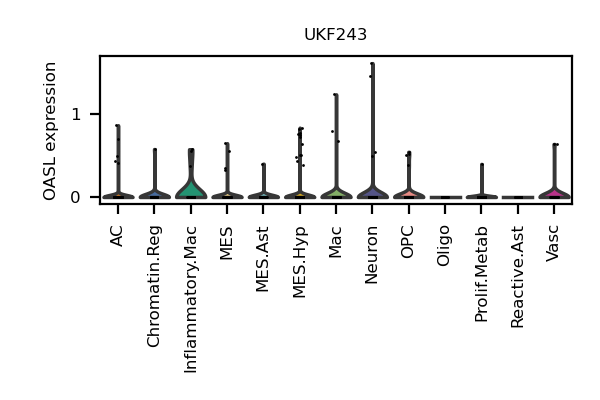 UKF243
OASL expression
1
0
AC
Chromatin.Reg
Inflammatory.Mac
MES
MES.Ast
MES.Hyp
Mac
Neuron
OPC
Oligo
Prolif.Metab
Reactive.Ast
Vasc